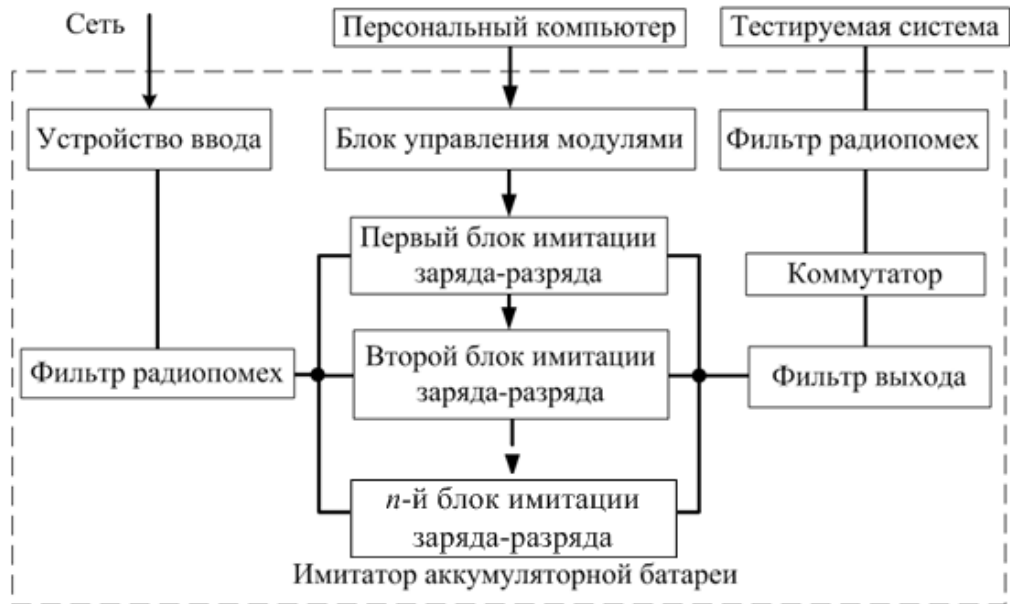 Сеть
Персональный компьютер
Тестируемая система
Устройство ввода
Блок управления модулями
Фильтр радиопомех
Первый блок имитации
заряда-разряда
Коммутатор
Фильтр радиопомех
Второй блок имитации
заряда-разряда
Фильтр выхода
n-й блок имитации
заряда-разряда
Имитатор аккумуляторной батареи